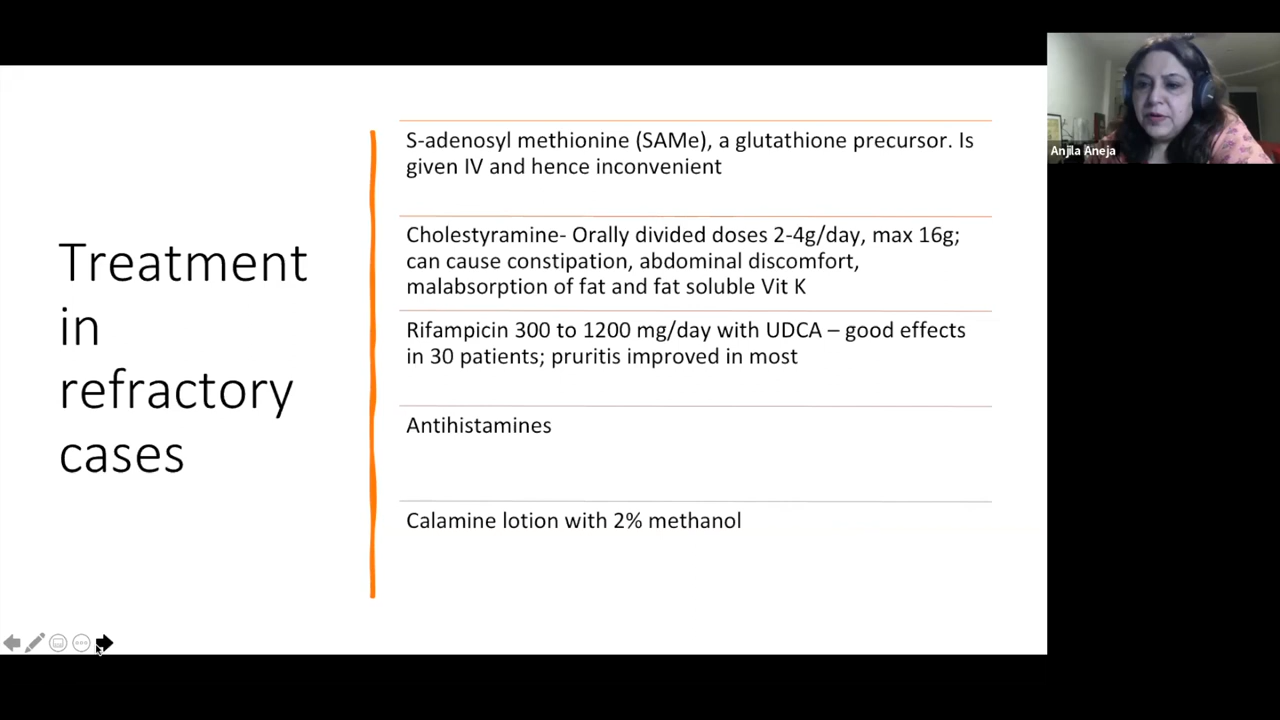 Treatment
in
refractory
cases
S-adenosyl methionine (SAMe), a glutathione precursor. Is
given IV and hence inconvenient
Cholestyramine- Orally divided doses 2-4g/day, max 16g;
can cause constipation, abdominal discomfort,
malabsorption of fat and fat soluble Vit K
Rifampicin 300 to 1200 mg/day with UDCA – good effects
in 30 patients; pruritis improved in most
Antihistamines
Calamine lotion with 2% methanol
Anjila Aneja